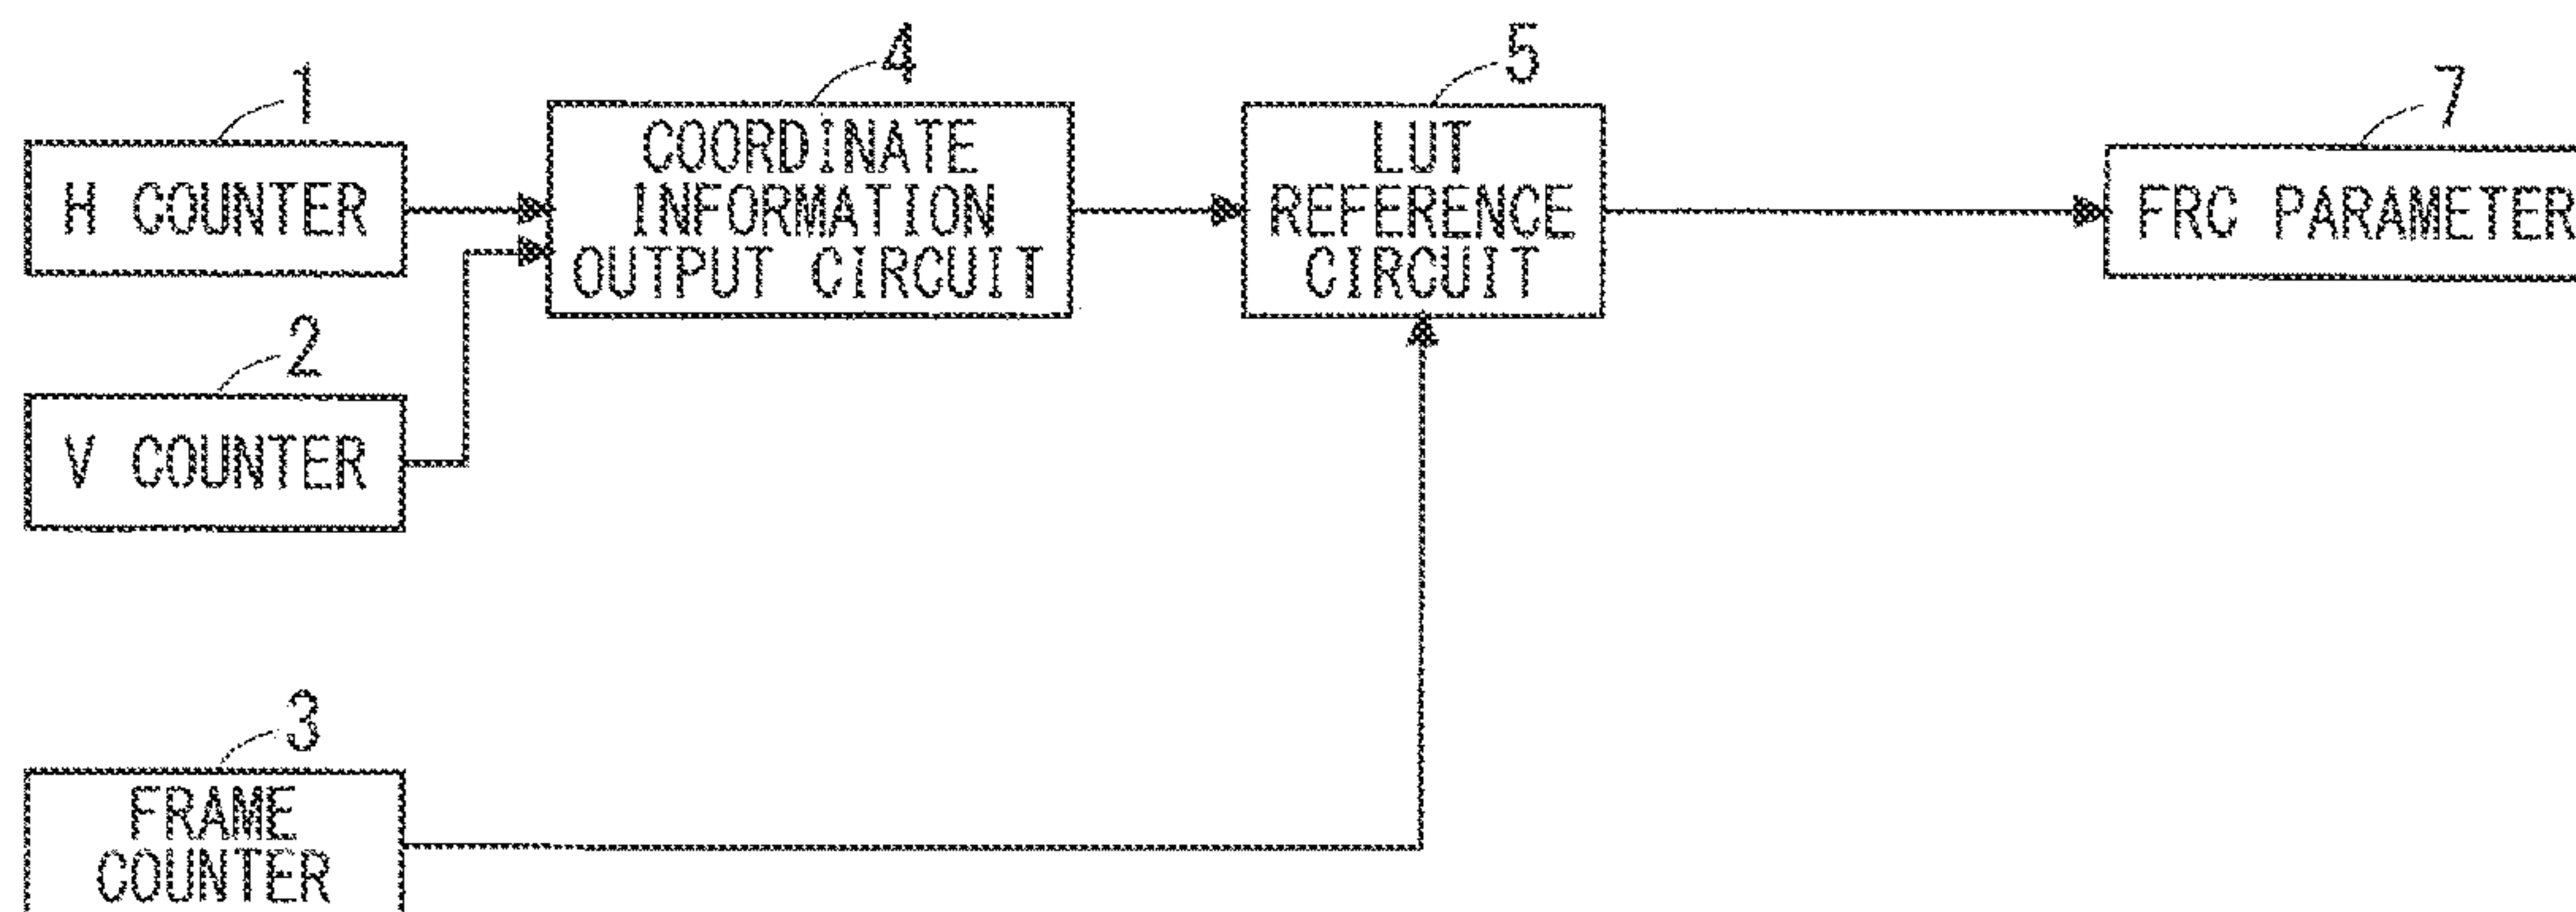 1
H COUNTER
2
V COUNTER
3
FRAME
COUNTER
4
COORDINATE
INFORMATION
OUTPUT CIRCUIT
5
LUT
REFERENCE
CIRCUIT
7
FRC PARAMETER